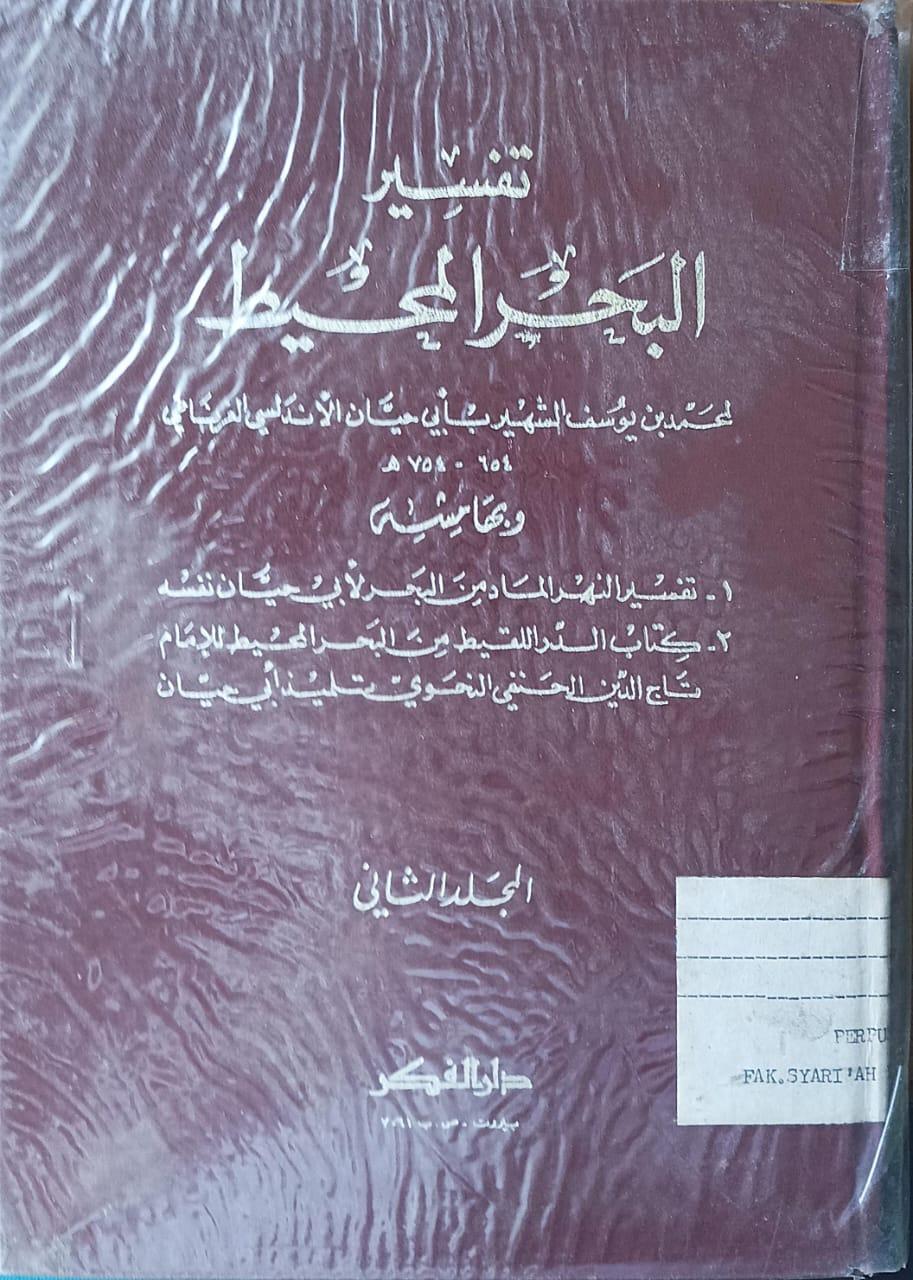 تفسير
البحر المحيط
لمحمد بن يوسف الشهير بأبي حيان الأندلسي الغرناطي
٦٥٤ - ٧٥٤ هـ
وبهامشه
١ - تفسير النهر الماد من البحر لأبي حيان نفسه
٢ - كتاب الدر اللقيط من البحر المحيط للإمام
تاج الدين الحنفي النحوي تلميذ أبي حيان
المجلد الثاني
دار الفكر
بيروت - ص.ب ٧٠٦١
PERPU
FAK.SYARI'AH